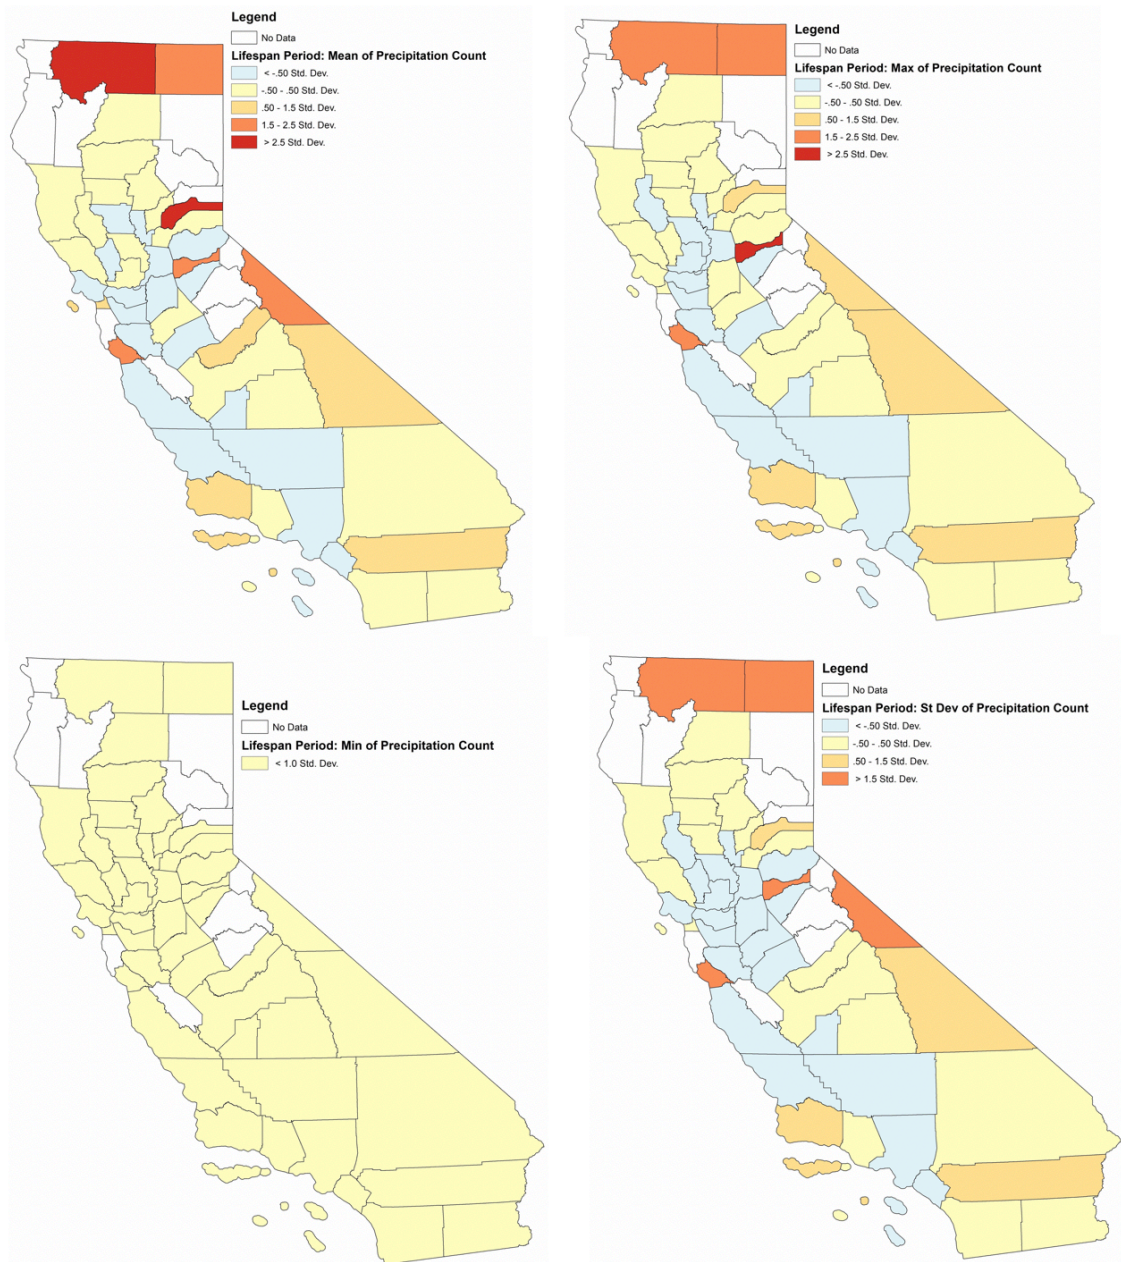 Legend
No Data
Lifespan Period: Mean of Precipitation Count
< -.50 Std. Dev.
-.50 - .50 Std. Dev.
.50 - 1.5 Std. Dev.
1.5 - 2.5 Std. Dev.
> 2.5 Std. Dev.
Legend
No Data
Lifespan Period: Max of Precipitation Count
< -.50 Std. Dev.
-.50 - .50 Std. Dev.
.50 - 1.5 Std. Dev.
1.5 - 2.5 Std. Dev.
> 2.5 Std. Dev.
Legend
No Data
Lifespan Period: Min of Precipitation Count
< 1.0 Std. Dev.
Legend
No Data
Lifespan Period: St Dev of Precipitation Count
< -.50 Std. Dev.
-.50 - .50 Std. Dev.
.50 - 1.5 Std. Dev.
> 1.5 Std. Dev.